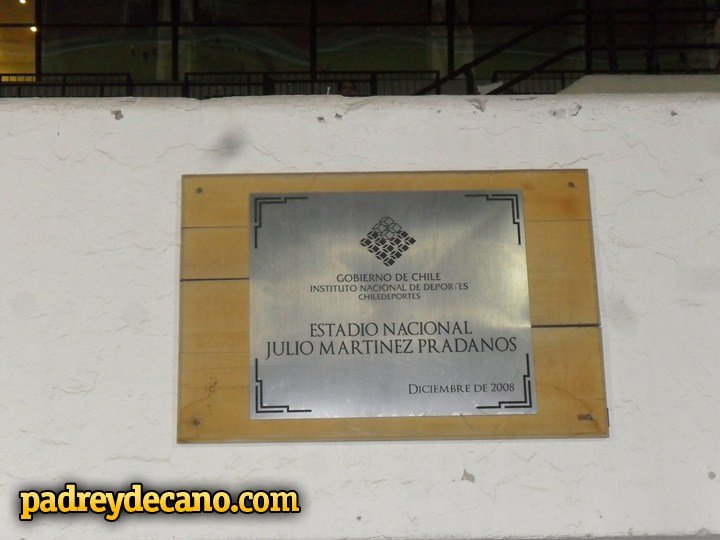 GOBIERNO DE CHILE
INSTITUTO NACIONAL DE DEPORTES
CHILEDEPORTES
ESTADIO NACIONAL
JULIO MARTINEZ PRADANOS
DICIEMBRE DE 2008
padreydecano.com